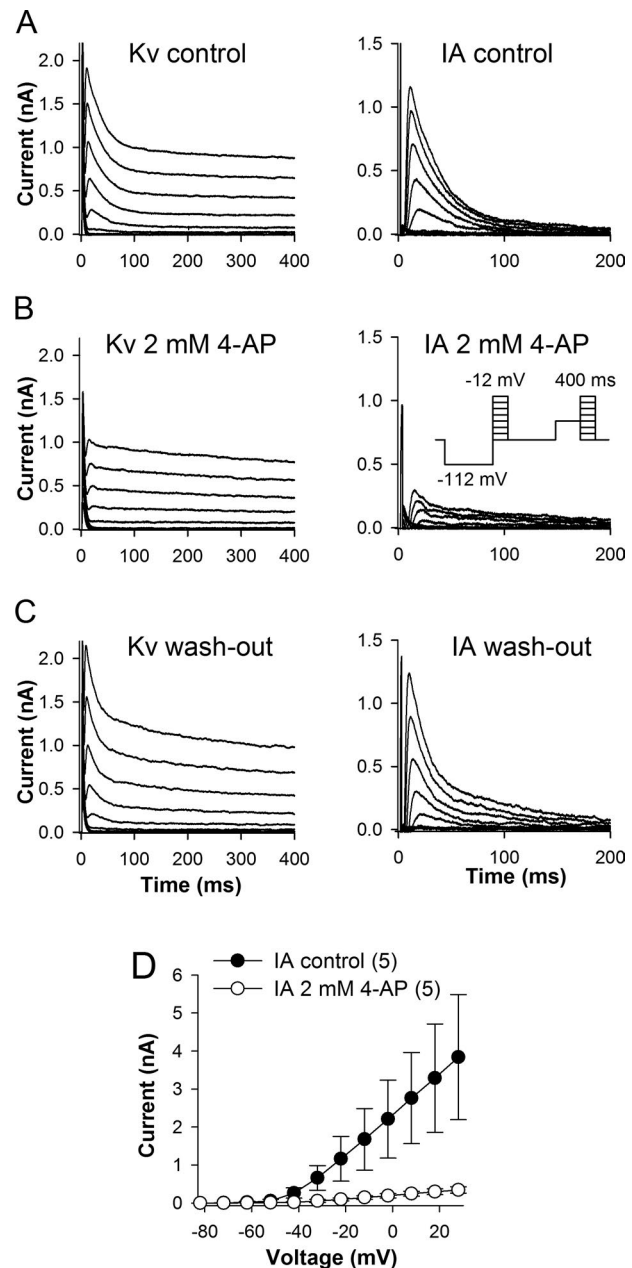 A
Kv control
IA control
Current (nA)
2.0
1.5
1.0
0.5
0.0
0 100 200 300 400
1.5
1.0
0.5
0.0
0 100 200
B
Kv 2 mM 4-AP
IA 2 mM 4-AP
Current (nA)
2.0
1.5
1.0
0.5
0.0
0 100 200 300 400
1.5
1.0
0.5
0.0
0 100 200
-12 mV
400 ms
-112 mV
C
Kv wash-out
IA wash-out
Current (nA)
2.0
1.5
1.0
0.5
0.0
0 100 200 300 400
Time (ms)
1.5
1.0
0.5
0.0
0 100 200
Time (ms)
D
IA control (5)
IA 2 mM 4-AP (5)
Current (nA)
6
5
4
3
2
1
0
-80 -60 -40 -20 0 20
Voltage (mV)